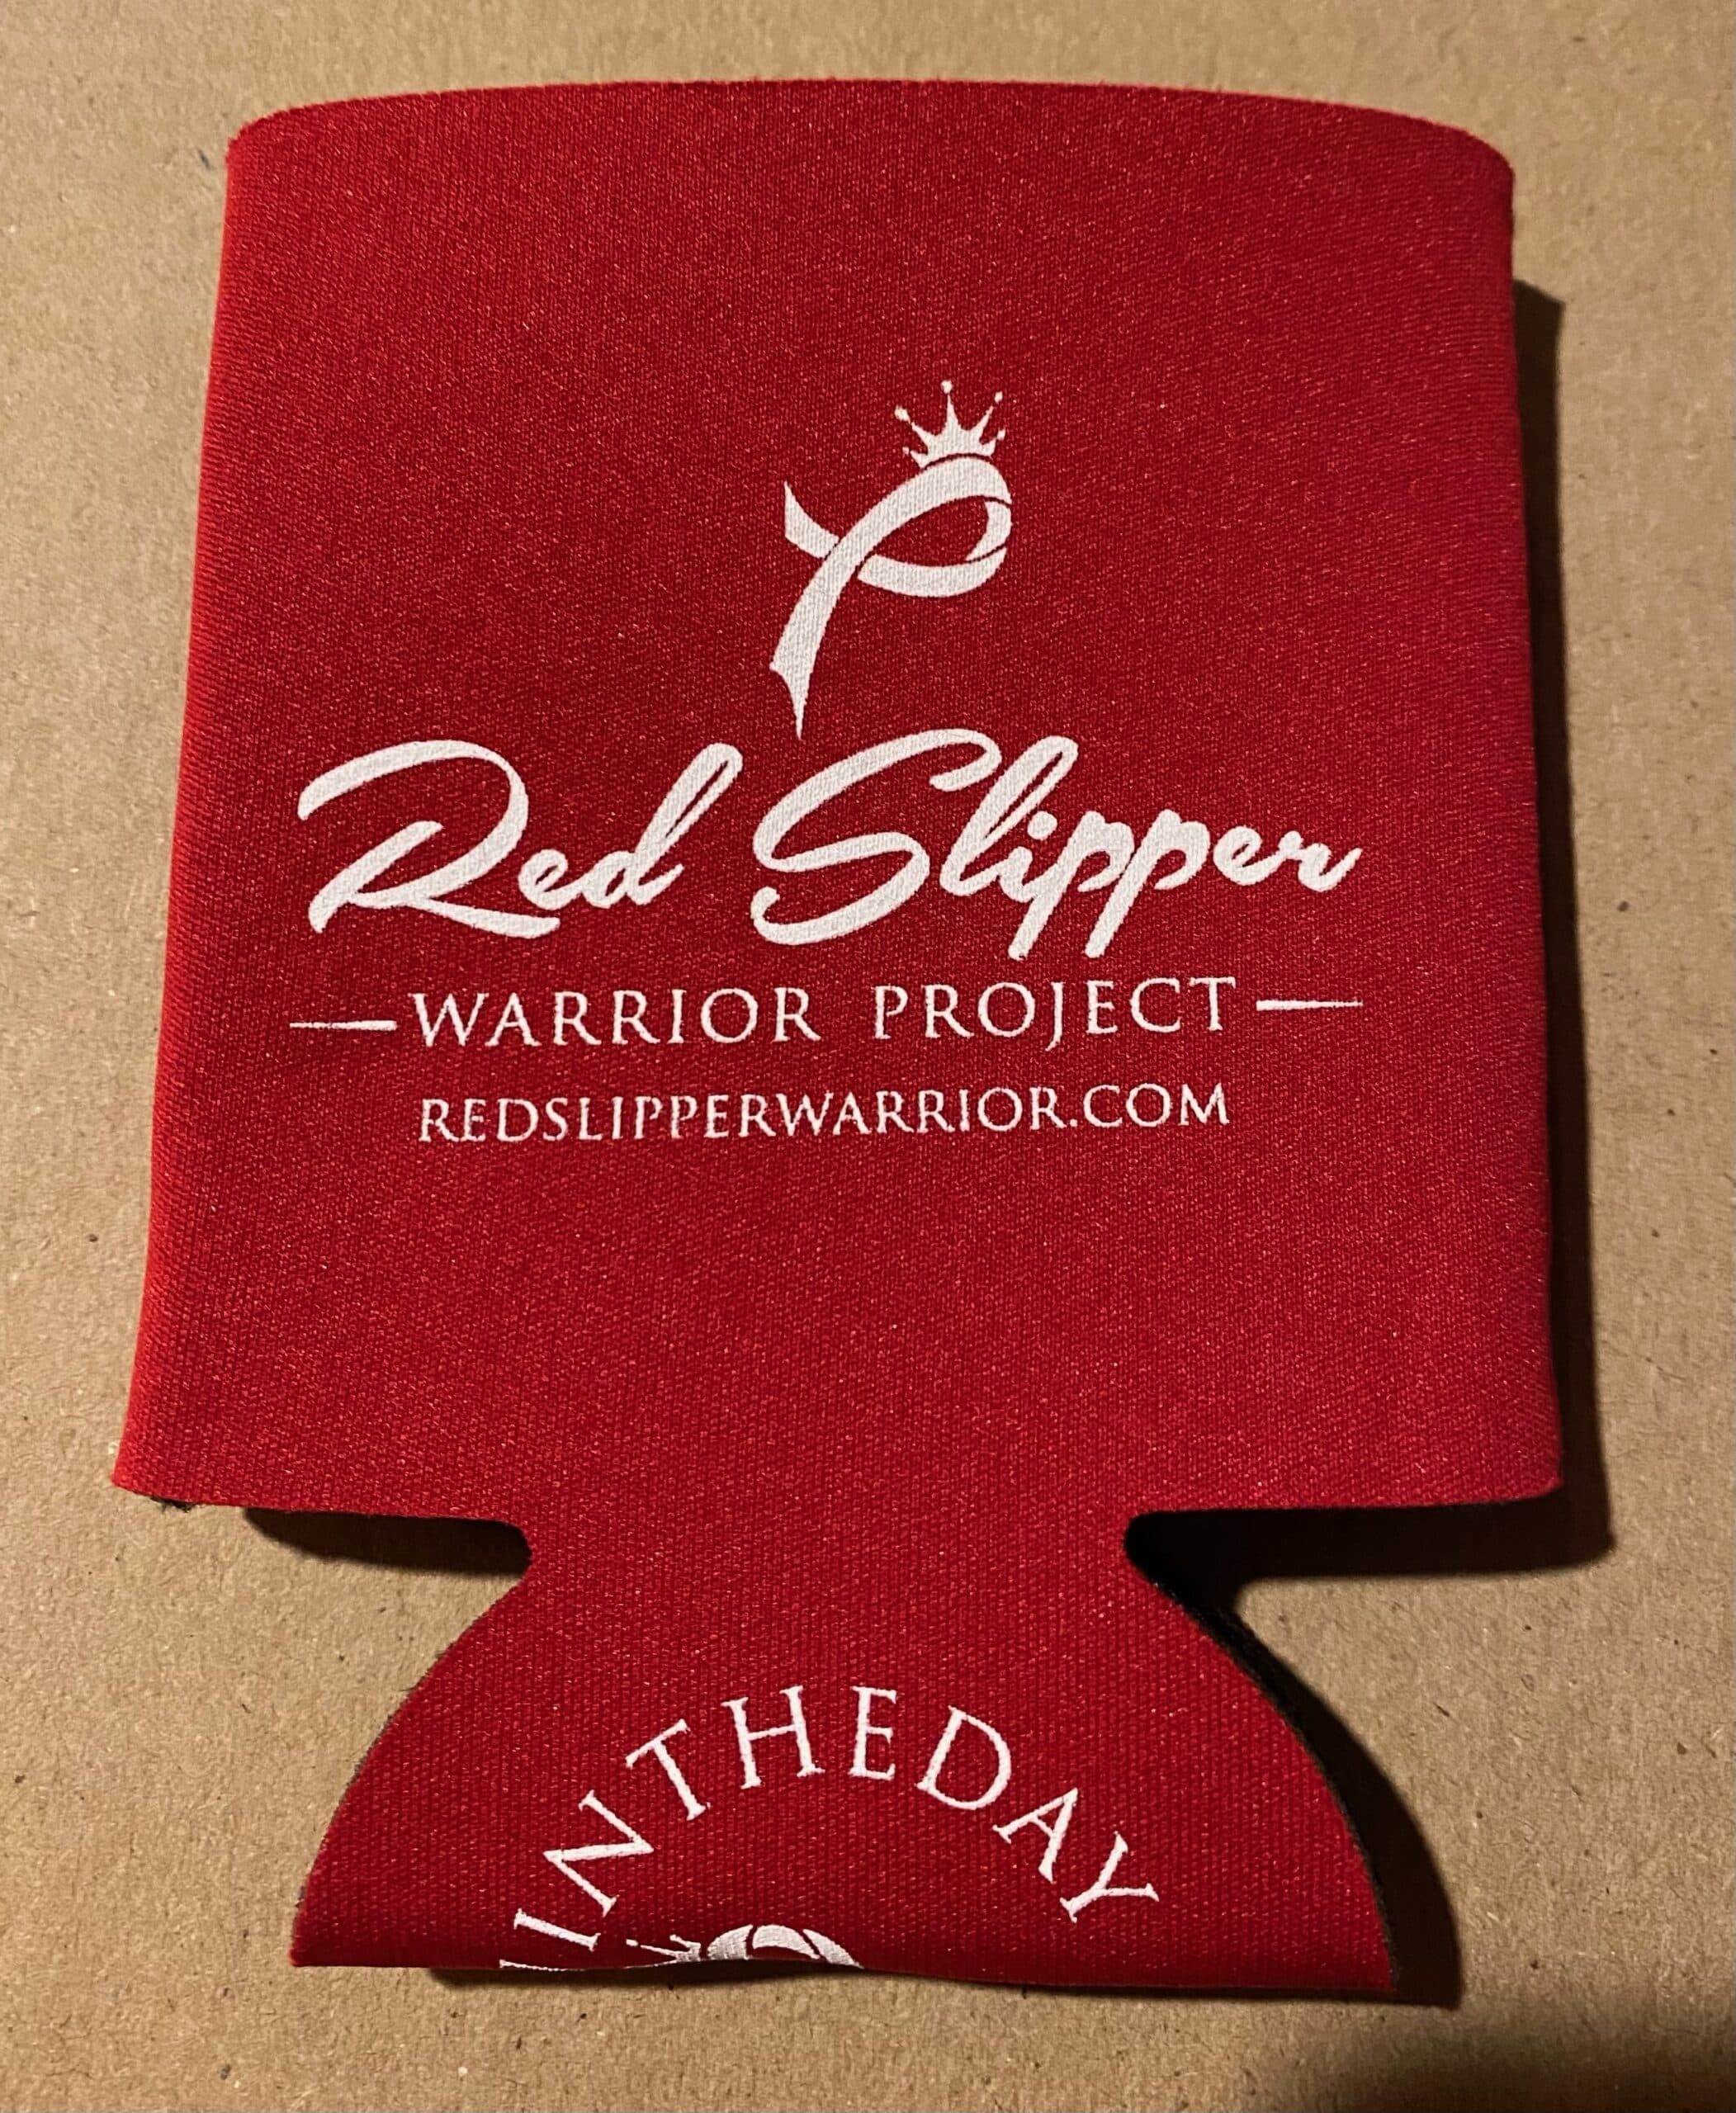 Red Slipper
WARRIOR PROJECT
REDSLIPPERWARRIOR.COM
INTHEDAY